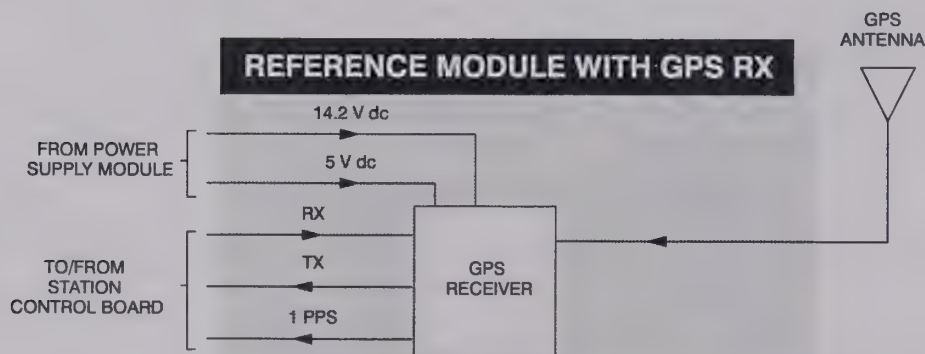 GPS
ANTENNA
REFERENCE MODULE WITH GPS RX
14.2 V dc
FROM POWER
SUPPLY MODULE
5 V dc
RX
TO/FROM
STATION
CONTROL BOARD
TX
GPS
RECEIVER
1 PPS